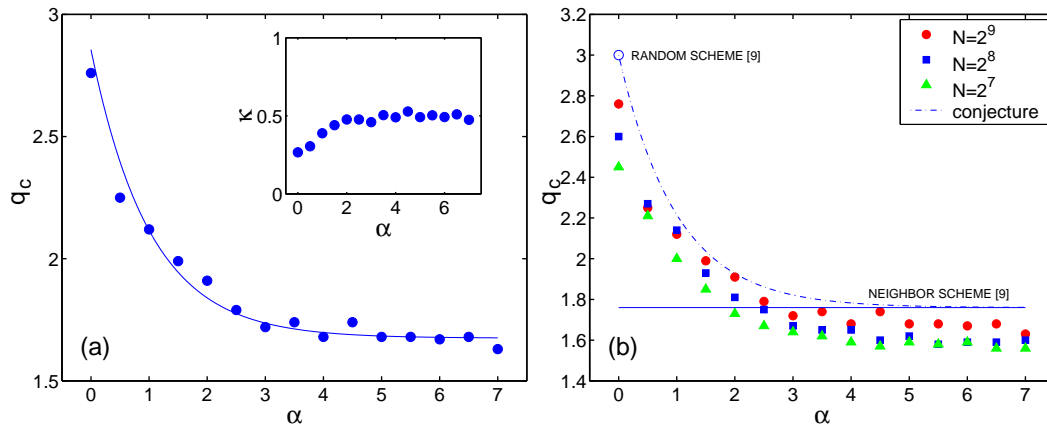 3
2.5
2
1.5
q_c
0 1 2 3 4 5 6 7
α
(a)
1
0.5
0
κ
0 2 4 6
α
3.2
3
2.8
2.6
2.4
2.2
2
1.8
1.6
1.4
q_c
0 1 2 3 4 5 6 7
α
(b)
RANDOM SCHEME [9]
N=2^9
N=2^8
N=2^7
conjecture
NEIGHBOR SCHEME [9]